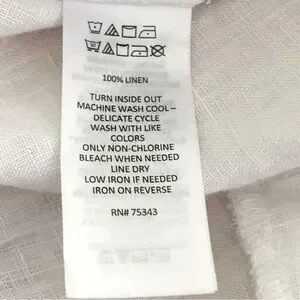 100% LINEN
TURN INSIDE OUT
MACHINE WASH COOL –
DELICATE CYCLE
WASH WITH LIKE
COLORS
ONLY NON-CHLORINE
BLEACH WHEN NEEDED
LINE DRY
LOW IRON IF NEEDED
IRON ON REVERSE
RN# 75343